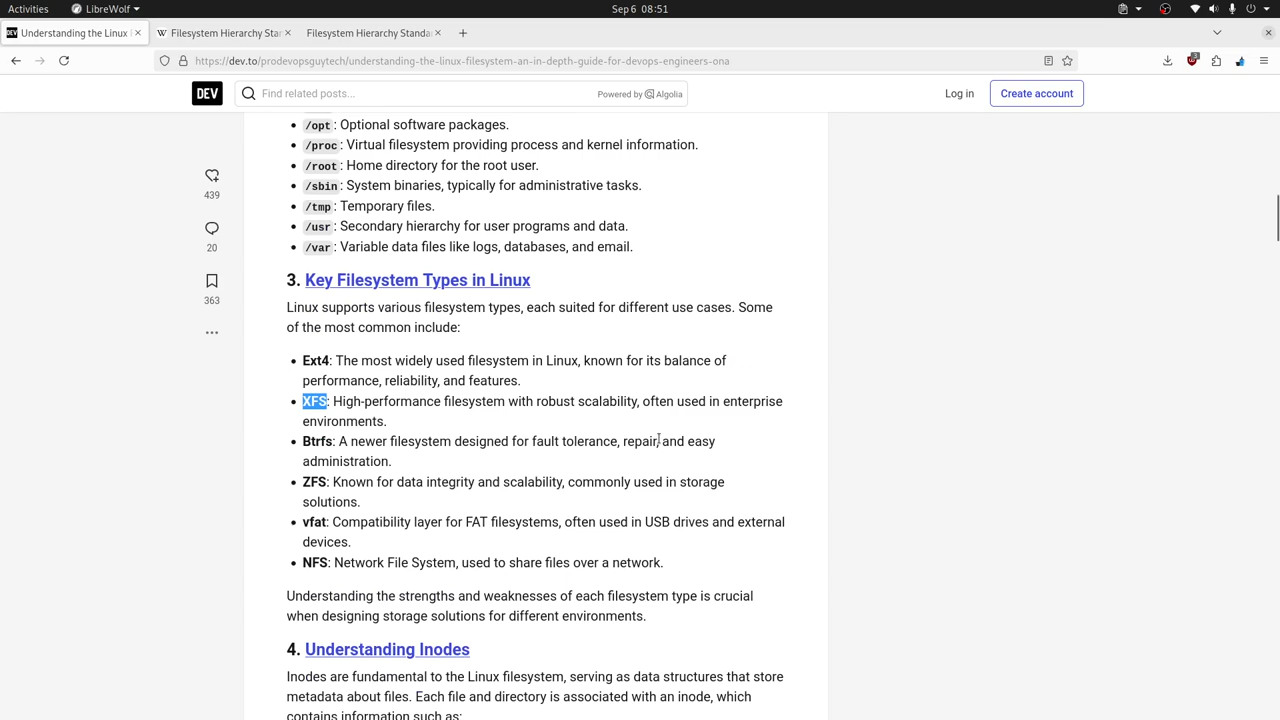 Activities LibreWolf Sep 6 08:51
Understanding the Linux Filesystem Hierarchy Sta Filesystem Hierarchy Standa
https://dev.to/prodevopsguytech/understanding-the-linux-filesystem-an-in-depth-guide-for-devops-engineers-ona
DEV Find related posts... Powered by Algolia Log in Create account
439
20
363
/opt: Optional software packages.
/proc: Virtual filesystem providing process and kernel information.
/root: Home directory for the root user.
/sbin: System binaries, typically for administrative tasks.
/tmp: Temporary files.
/usr: Secondary hierarchy for user programs and data.
/var: Variable data files like logs, databases, and email.
3. Key Filesystem Types in Linux
Linux supports various filesystem types, each suited for different use cases. Some
of the most common include:
Ext4: The most widely used filesystem in Linux, known for its balance of
performance, reliability, and features.
XFS: High-performance filesystem with robust scalability, often used in enterprise
environments.
Btrfs: A newer filesystem designed for fault tolerance, repair, and easy
administration.
ZFS: Known for data integrity and scalability, commonly used in storage
solutions.
vfat: Compatibility layer for FAT filesystems, often used in USB drives and external
devices.
NFS: Network File System, used to share files over a network.
Understanding the strengths and weaknesses of each filesystem type is crucial
when designing storage solutions for different environments.
4. Understanding Inodes
Inodes are fundamental to the Linux filesystem, serving as data structures that store
metadata about files. Each file and directory is associated with an inode, which
contains information such as: